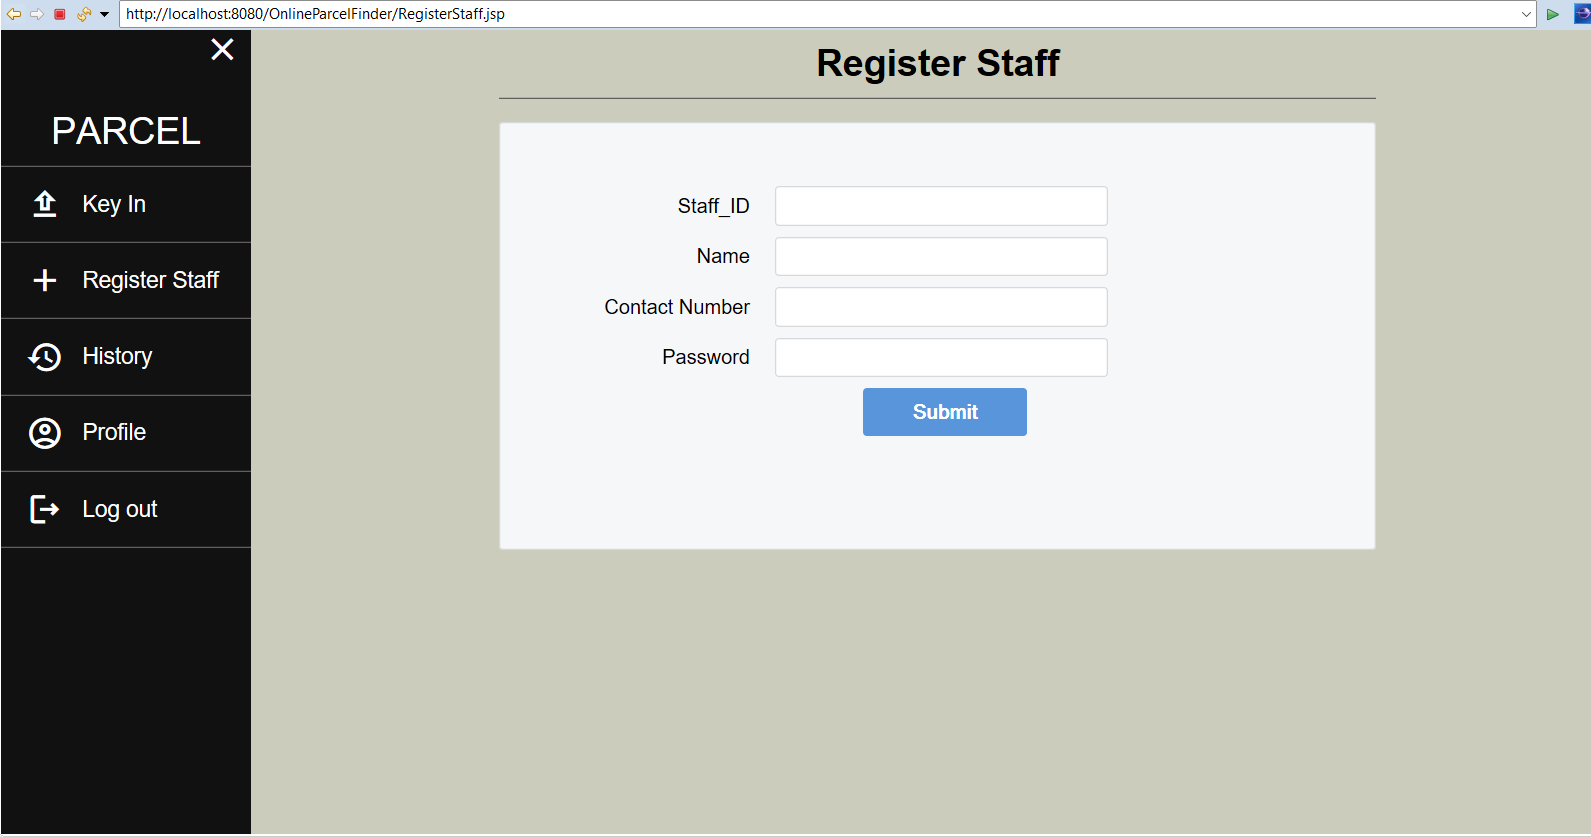 http://localhost:8080/OnlineParcelFinder/RegisterStaff.jsp
PARCEL
Key In
Register Staff
History
Profile
Log out
Register Staff
Staff_ID
Name
Contact Number
Password
Submit